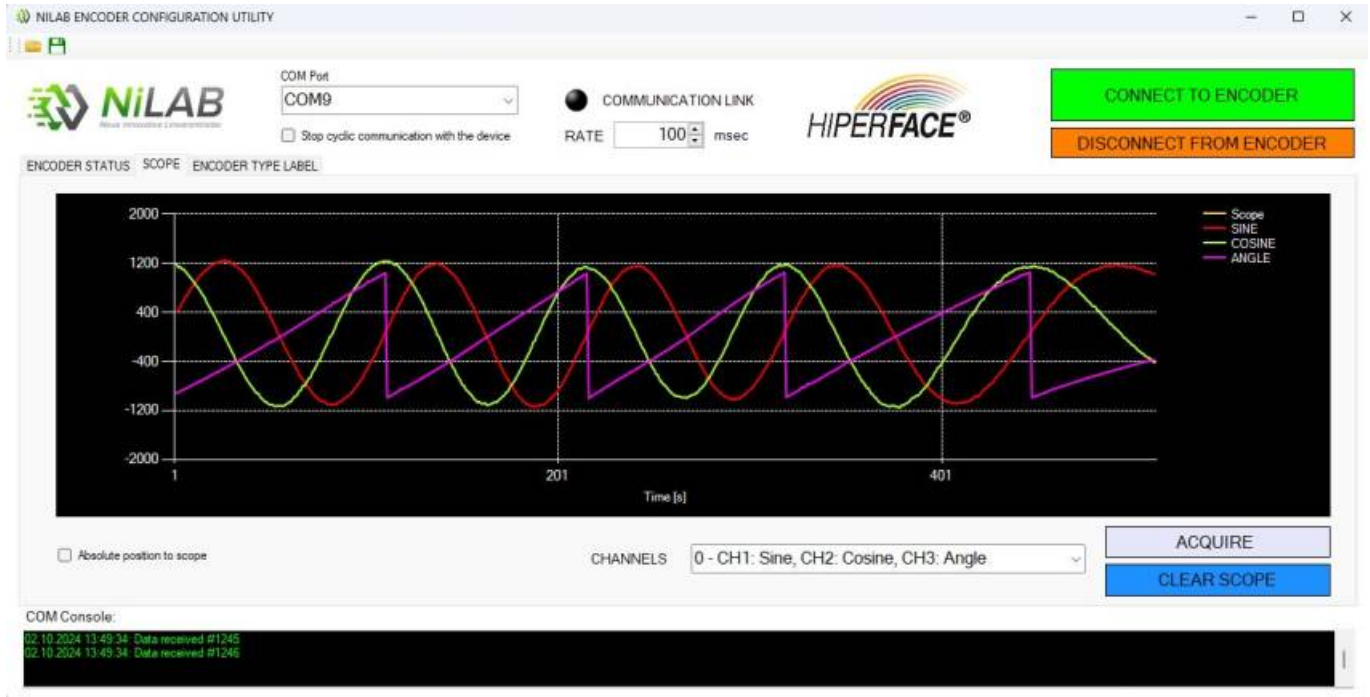 NILAB ENCODER CONFIGURATION UTILITY
NiLAB
COM Port
COM9
Stop cyclic communication with the device
COMMUNICATION LINK
RATE 100 msec
HIPERFACE®
CONNECT TO ENCODER
DISCONNECT FROM ENCODER
ENCODER STATUS SCOPE ENCODER TYPE LABEL
2000
1200
400
-400
-1200
-2000
1 201 401
Time [s]
Scope
SINE
COSINE
ANGLE
Absolute position to scope
CHANNELS 0 - CH1: Sine, CH2: Cosine, CH3: Angle
ACQUIRE
CLEAR SCOPE
COM Console:
02.10.2024 13:49:34: Data received #1245
02.10.2024 13:49:34: Data received #1246